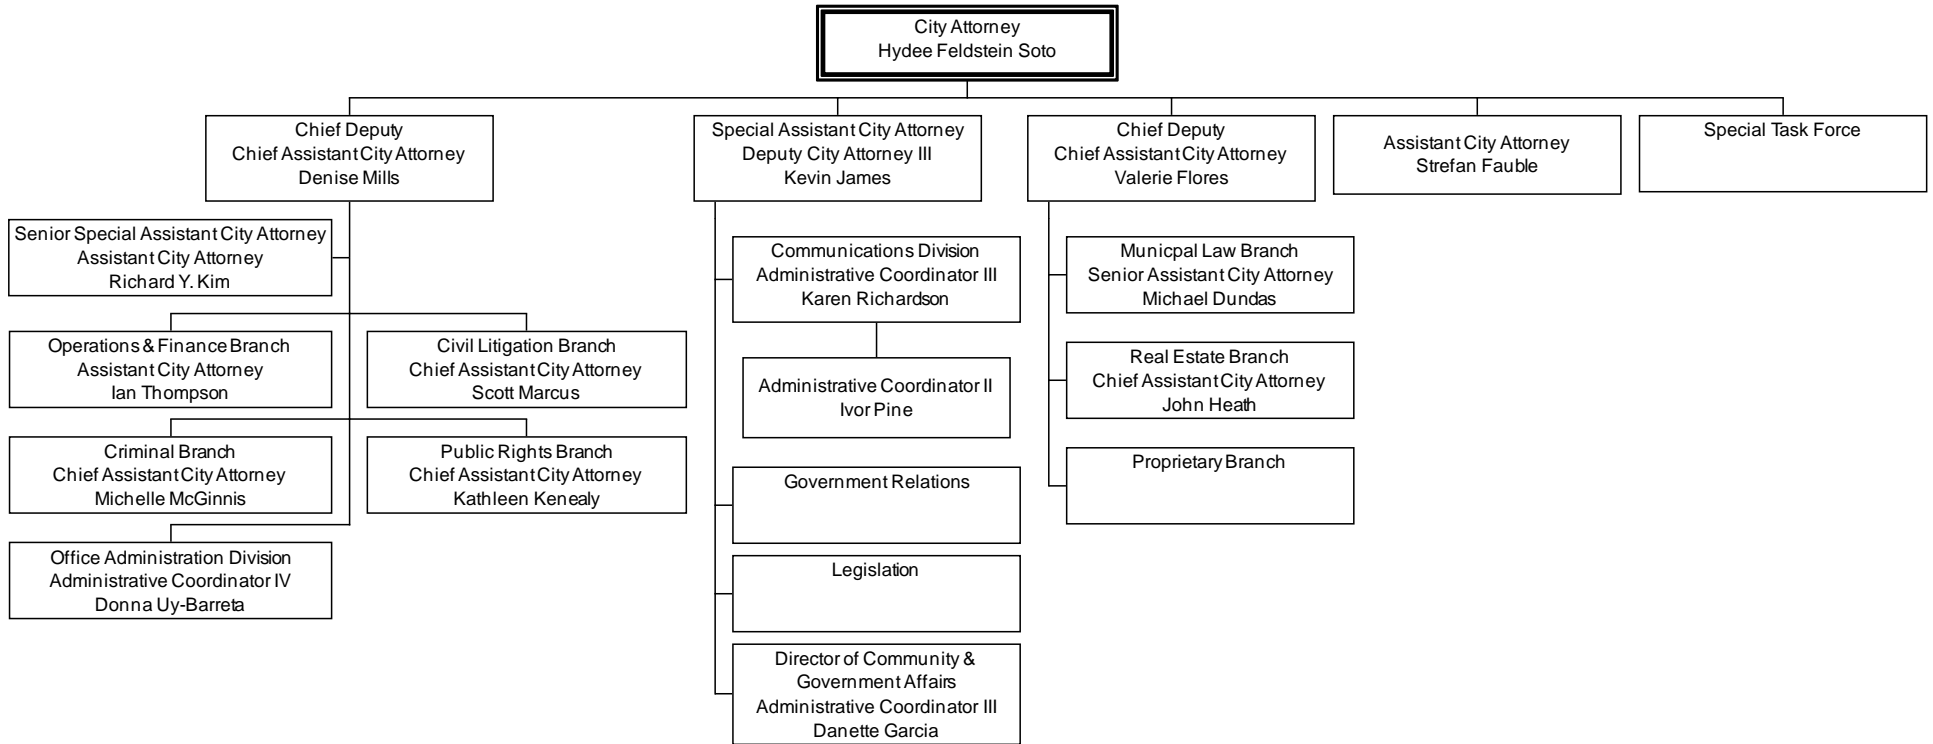 City Attorney
Hydee Feldstein Soto
Chief Deputy
Chief Assistant City Attorney
Denise Mills
Special Assistant City Attorney
Deputy City Attorney III
Kevin James
Chief Deputy
Chief Assistant City Attorney
Valerie Flores
Assistant City Attorney
Strefan Fauble
Special Task Force
Senior Special Assistant City Attorney
Assistant City Attorney
Richard Y. Kim
Operations & Finance Branch
Assistant City Attorney
Ian Thompson
Civil Litigation Branch
Chief Assistant City Attorney
Scott Marcus
Criminal Branch
Chief Assistant City Attorney
Michelle McGinnis
Public Rights Branch
Chief Assistant City Attorney
Kathleen Kenealy
Office Administration Division
Administrative Coordinator IV
Donna Uy-Barreta
Communications Division
Administrative Coordinator III
Karen Richardson
Administrative Coordinator II
Ivor Pine
Government Relations
Legislation
Director of Community &
Government Affairs
Administrative Coordinator III
Danette Garcia
Municpal Law Branch
Senior Assistant City Attorney
Michael Dundas
Real Estate Branch
Chief Assistant City Attorney
John Heath
Proprietary Branch